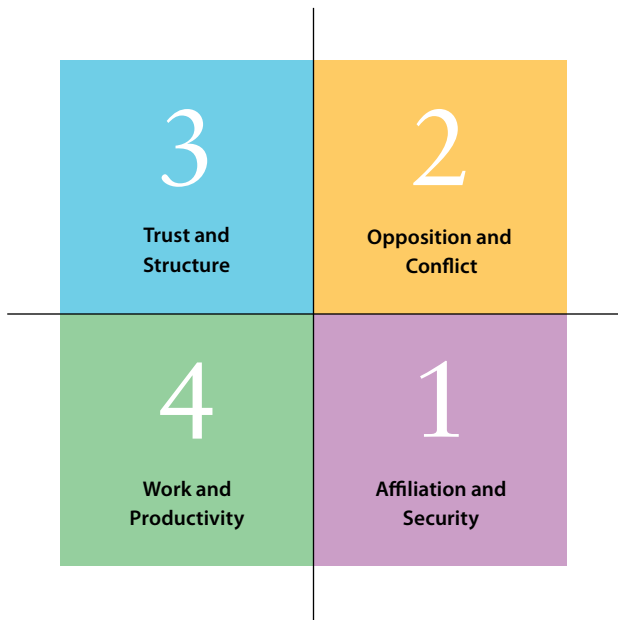 3
Trust and
Structure
2
Opposition and
Conflict
4
Work and
Productivity
1
Affiliation and
Security